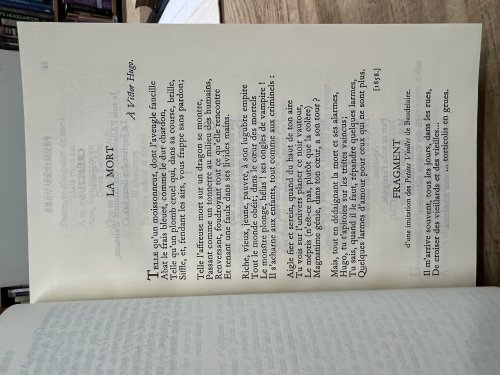 LA MORT
A Victor Hugo.
TELLE qu'un moissonneur, dont l'aveugle faucille
Abat le frais bleuet, comme le dur chardon,
Telle qu'un plomb cruel qui, dans sa course, brille,
Siffle, et, fendant les airs, vous frappe sans pardon;
Telle l'affreuse mort sur un dragon se montre,
Passant comme un tonnerre au milieu des humains,
Renversant, foudroyant tout ce qu'elle rencontre
Et tenant une faulx dans ses livides mains.
Riche, vieux, jeune, pauvre, à son lugubre empire
Tout le monde obéit; dans le cœur des mortels
Le monstre plonge, hélas! ses ongles de vampire!
Il s'acharne aux enfants, tout comme aux criminels:
Aigle fier et serein, quand du haut de ton aire
Tu vois sur l'univers planer ce noir vautour,
Le mépris (n'est-ce pas, plutôt que la colère)
Magnanime génie, dans ton cœur, a son tour?
Mais, tout en dédaignant la mort et ses alarmes,
Hugo, tu t'apitoies sur les tristes vaincus;
Tu sais, quand il le faut, répandre quelques larmes,
Quelques larmes d'amour pour ceux qui ne sont plus.
[1858.]
FRAGMENT
d'une imitation des Petites Vieilles de Baudelaire.
Il m'arrive souvent, tous les jours, dans les rues,
De croiser des vieillards et des vieilles...
... torticolis en grues.